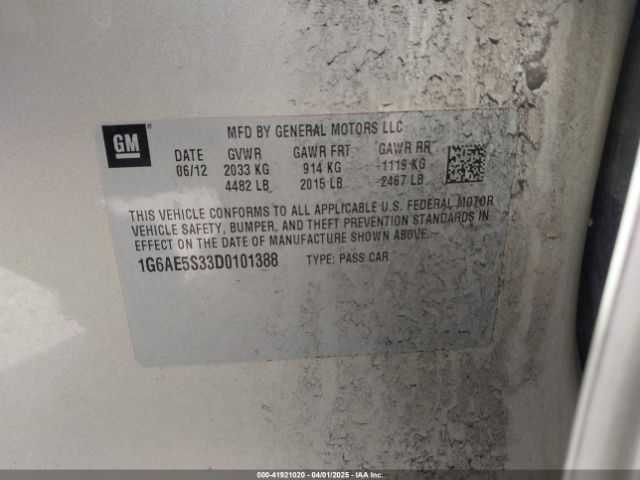 GM
MFD BY GENERAL MOTORS LLC
DATE GVWR GAWR FRT GAWR RR
06/12 2033 KG 914 KG 1119 KG
4482 LB 2015 LB 2467 LB
THIS VEHICLE CONFORMS TO ALL APPLICABLE U.S. FEDERAL MOTOR
VEHICLE SAFETY, BUMPER, AND THEFT PREVENTION STANDARDS IN
EFFECT ON THE DATE OF MANUFACTURE SHOWN ABOVE.
1G6AE5S33D0101388 TYPE: PASS CAR
000-41921020 04/01/2025 IAAI.COM